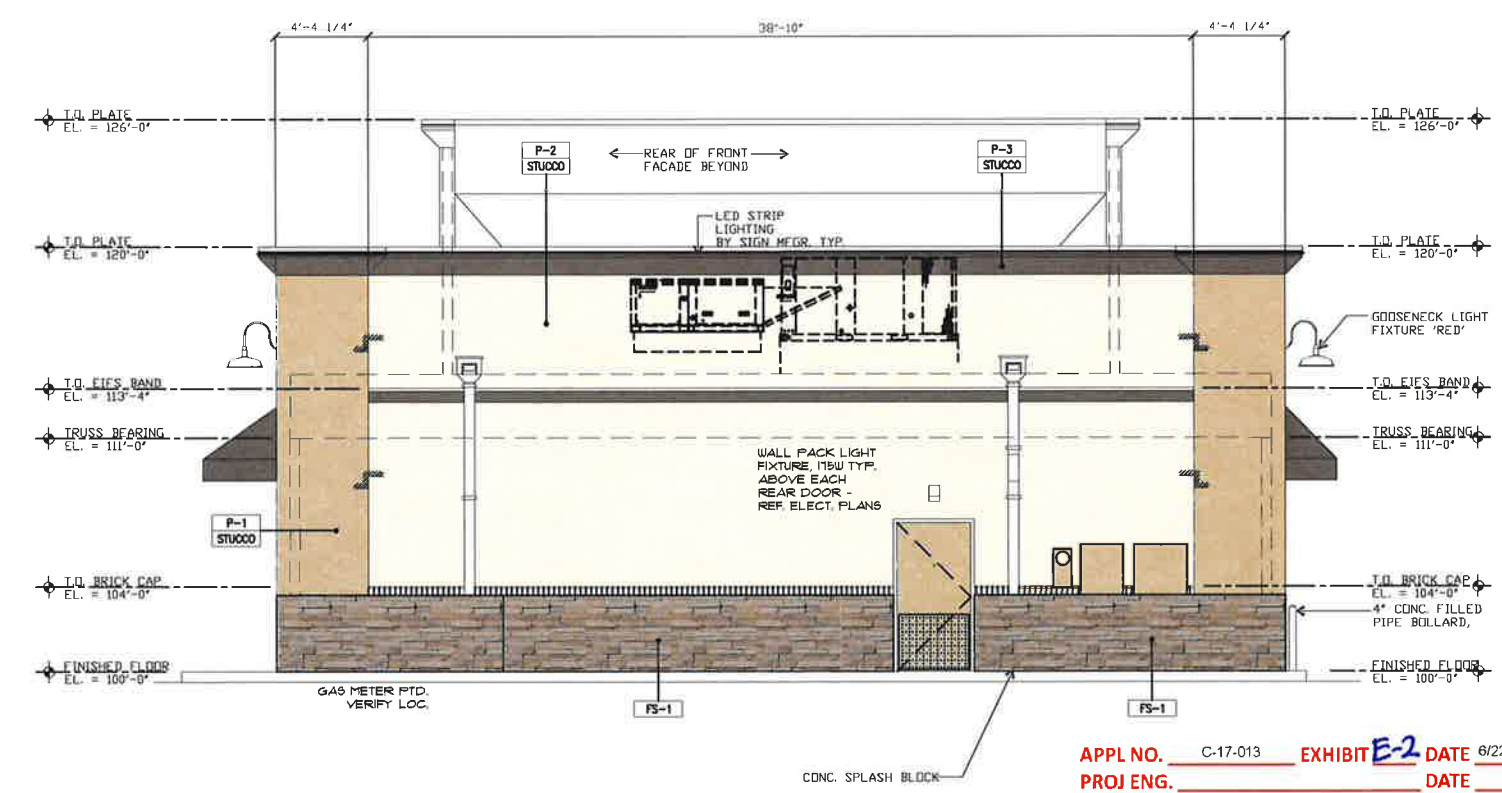 4'-4 1/4"
38'-10"
4'-4 1/4"
T.O. PLATE
EL. = 126'-0"
T.O. PLATE
EL. = 126'-0"
P-2
STUCCO
REAR OF FRONT
FACADE BEYOND
P-3
STUCCO
LED STRIP
LIGHTING
BY SIGN MFGR. TYP.
T.O. PLATE
EL. = 120'-0"
T.O. PLATE
EL. = 120'-0"
GOOSENECK LIGHT
FIXTURE 'RED'
T.O. EIFS BAND
EL. = 113'-4"
T.O. EIFS BAND
EL. = 113'-4"
TRUSS BEARING
EL. = 111'-0"
TRUSS BEARING
EL. = 111'-0"
WALL PACK LIGHT
FIXTURE, 175W TYP.
ABOVE EACH
REAR DOOR -
REF. ELECT. PLANS
P-1
STUCCO
T.O. BRICK CAP
EL. = 104'-0"
T.O. BRICK CAP
EL. = 104'-0"
4" CONC. FILLED
PIPE BOLLARD,
FINISHED FLOOR
EL. = 100'-0"
FINISHED FLOOR
EL. = 100'-0"
GAS METER PTD.
VERIFY LOC.
FS-1
FS-1
CONC. SPLASH BLOCK
APPL NO. C-17-013 EXHIBIT E-2 DATE 6/22
PROJ ENG. DATE